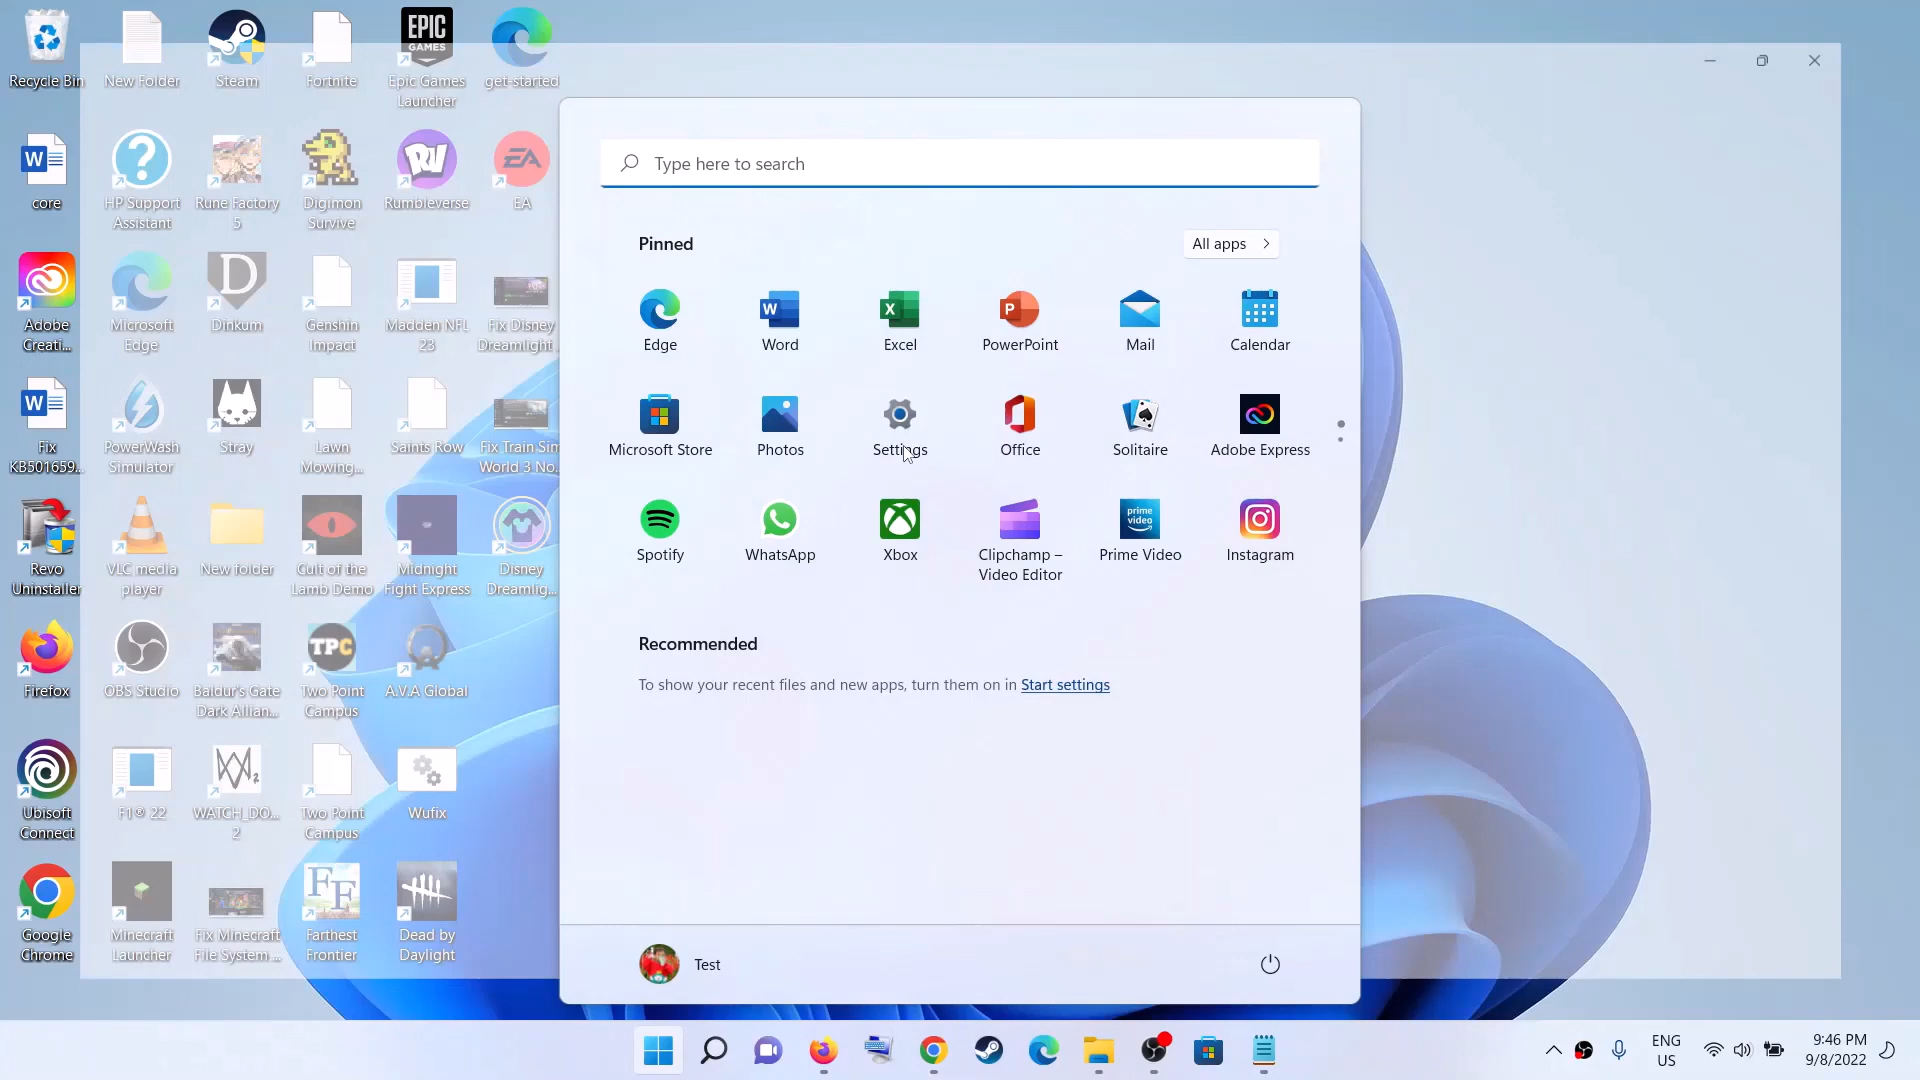 Recycle Bin
New Folder
Steam
Fortnite
EPIC
GAMES
Epic Games
Launcher
get-started
W
core
?
HP Support
Assistant
Rune Factory
5
Digimon
Survive
RU
Rumbleverse
EA
EA
Adobe
Creati...
Microsoft
Edge
D
Dinkum
Genshin
Impact
Madden NFL
23
Fix Disney
Dreamlight
W
Fix
KB501659...
PowerWash
Simulator
Stray
Lawn
Mowing...
Saints Row
Fix Train Sim
World 3 No...
Revo
Uninstaller
VLC media
player
New folder
Cult of the
Lamb Demo
Midnight
Fight Express
Disney
Dreamlig...
Firefox
OBS Studio
Baldur's Gate
Dark Allian...
TPC
Two Point
Campus
A.V.A Global
Ubisoft
Connect
F1® 22
WATCH_DO...
2
Two Point
Campus
Wufix
Google
Chrome
Minecraft
Launcher
Fix Minecraft
File System ...
FF
Farthest
Frontier
Dead by
Daylight
Type here to search
Pinned
All apps
Edge
W
Word
X
Excel
P
PowerPoint
Mail
Calendar
Microsoft Store
Photos
Settings
Office
Solitaire
Adobe Express
Spotify
WhatsApp
Xbox
Clipchamp –
Video Editor
prime
video
Prime Video
Instagram
Recommended
To show your recent files and new apps, turn them on in Start settings
Test
ENG
US
9:46 PM
9/8/2022